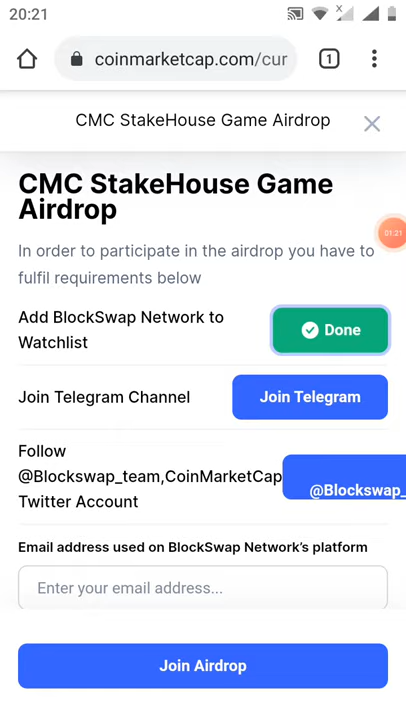 20:21
coinmarketcap.com/cur
1
CMC StakeHouse Game Airdrop
CMC StakeHouse Game
Airdrop
01:21
In order to participate in the airdrop you have to
fulfil requirements below
Add BlockSwap Network to
Watchlist
Done
Join Telegram Channel
Join Telegram
Follow
@Blockswap_team,CoinMarketCap
Twitter Account
@Blockswap_
Email address used on BlockSwap Network's platform
Enter your email address...
Join Airdrop